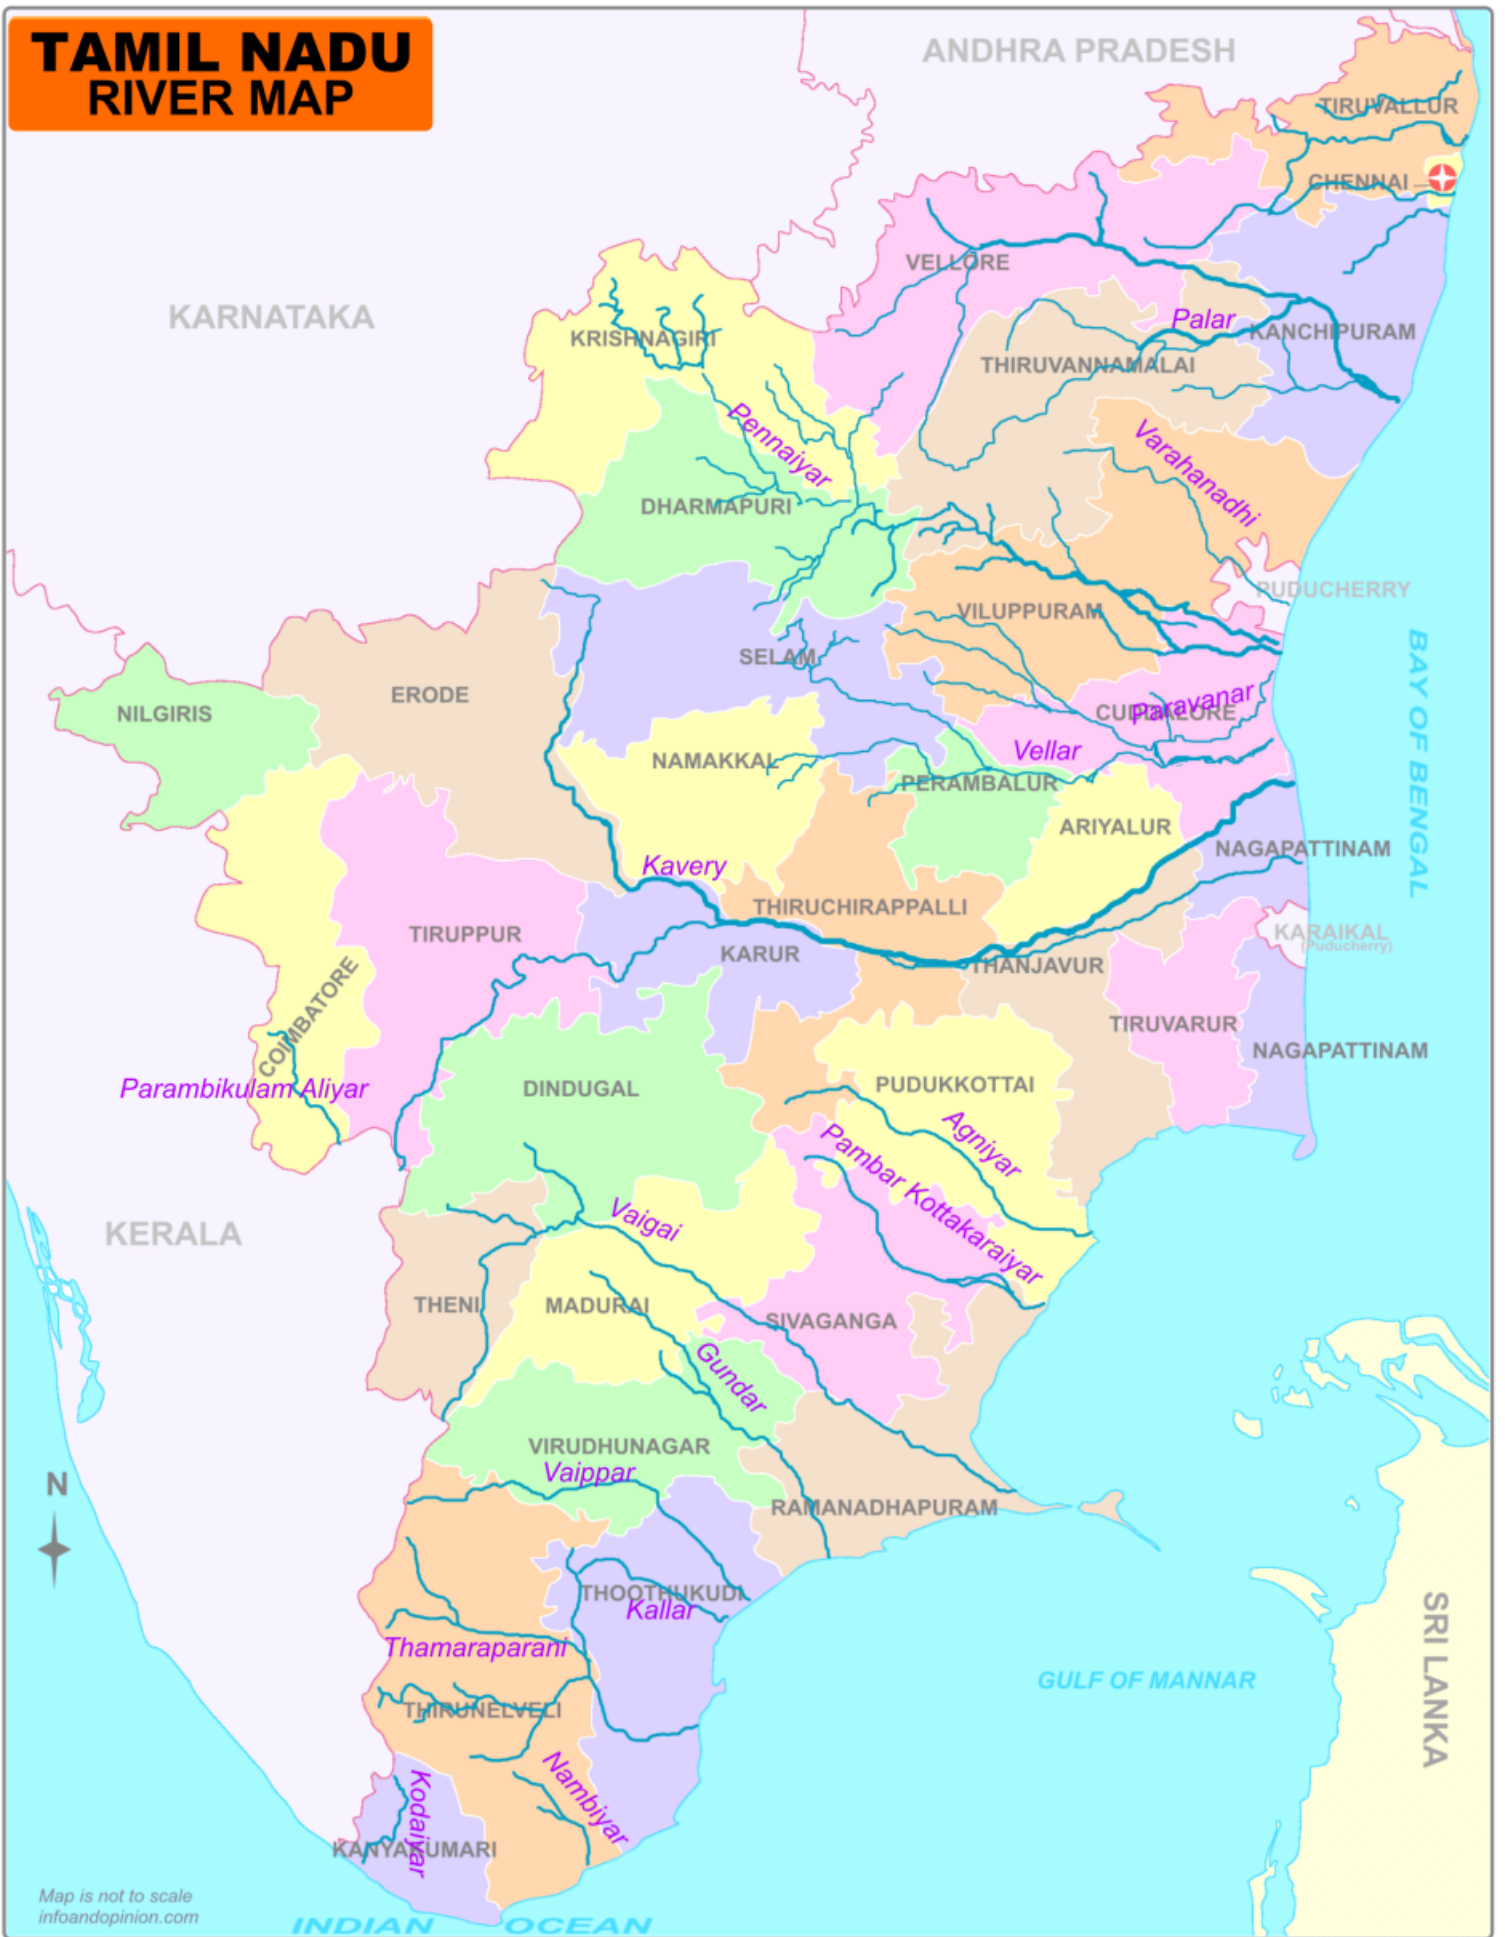 TAMIL NADU
RIVER MAP
ANDHRA PRADESH
TIRUVALLUR
CHENNAI
VELLORE
KARNATAKA
Palar
KANCHIPURAM
KRISHNAGIRI
THIRUVANNAMALAI
Pennaiyar
Varahanadhi
DHARMAPURI
PUDUCHERRY
VILUPPURAM
SELAM
ERODE
NILGIRIS
Paravanar
CUDDALORE
BAY OF BENGAL
Vellar
NAMAKKAL
PERAMBALUR
ARIYALUR
NAGAPATTINAM
Kavery
THIRUCHIRAPPALLI
TIRUPPUR
KARAIKAL
(Puducherry)
KARUR
THANJAVUR
COIMBATORE
TIRUVARUR
NAGAPATTINAM
Parambikulam Aliyar
DINDUGAL
PUDUKKOTTAI
Agniyar
Pambar Kottakaraiyar
Vaigai
KERALA
THENI
MADURAI
SIVAGANGA
Gundar
VIRUDHUNAGAR
Vaippar
N
RAMANADHAPURAM
THOOTHUKUDI
Kallar
Thamaraparani
SRI LANKA
GULF OF MANNAR
THIRUNELVELI
Nambiyar
Kodaiyar
KANYAKUMARI
Map is not to scale
infoandopinion.com
INDIAN OCEAN